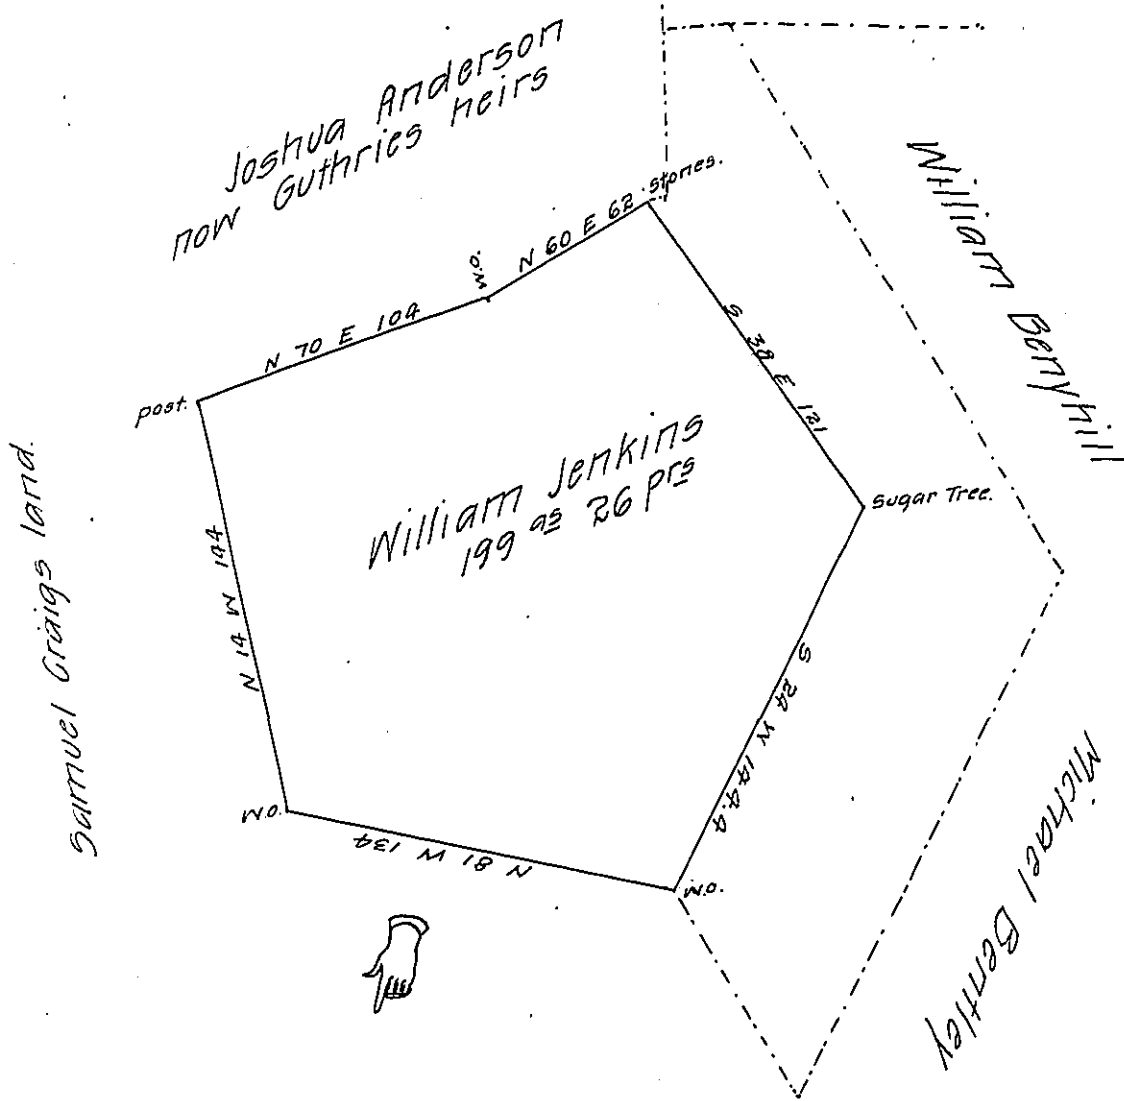 Joshua Anderson
now Guthries heirs
stones.
N 60 E 62
W.O.
N 70 E 104
post.
William Benyhill
S 38 E 121
Sugar Tree.
William Jenkins
199 as 26 prs
Samuel Craigs land.
N 14 W 144
S 24 W 144.4
W.O.
N 81 W 134
W.O.
Michael Bentley